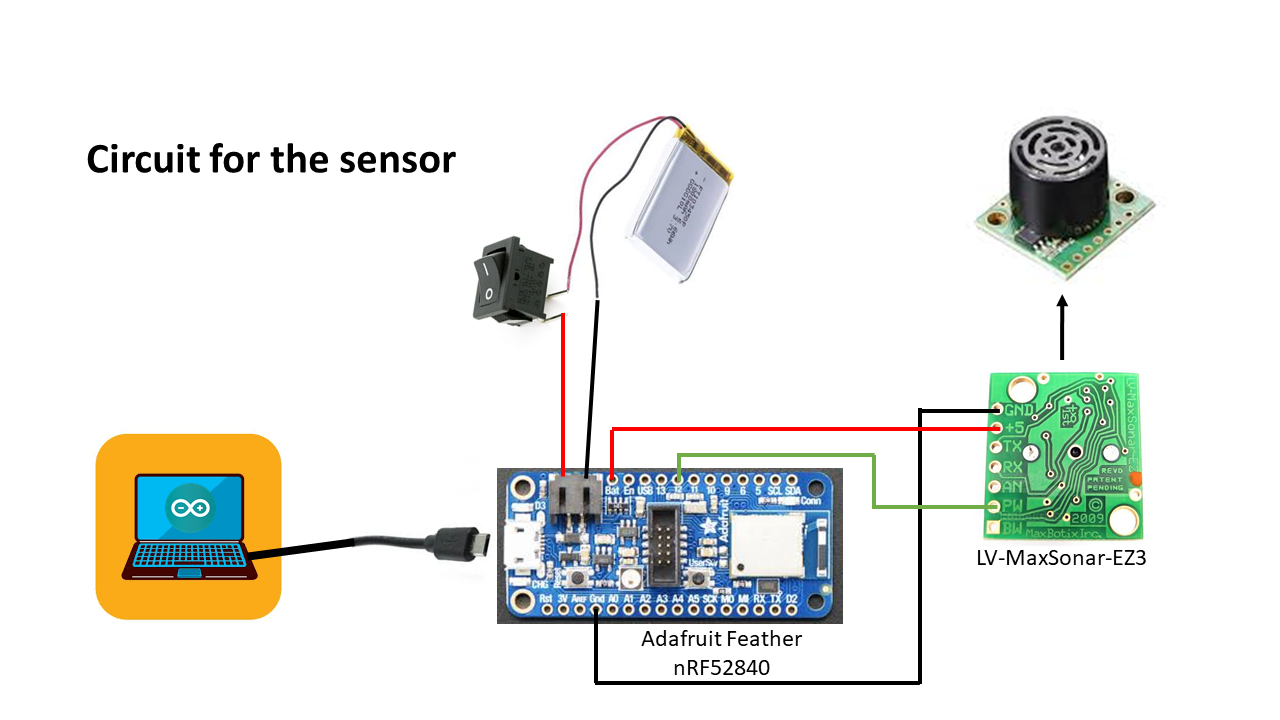 Circuit for the sensor
3.70
I
O
GND
+5
TX
RX
AN
PW
BW
LV-MaxSonar-EZ3
REVD
PATENT
PENDING
©
2009
MaxBotix Inc.
LV-MaxSonar-EZ3
Bat En USB 13 12 11 10 9 6 5 SCL SDA
D3
Conn
Adafruit
CHG
UserSw
Rst 3V Aref Gnd A0 A1 A2 A3 A4 A5 SCK MO MI RX TX D2
Adafruit Feather
nRF52840